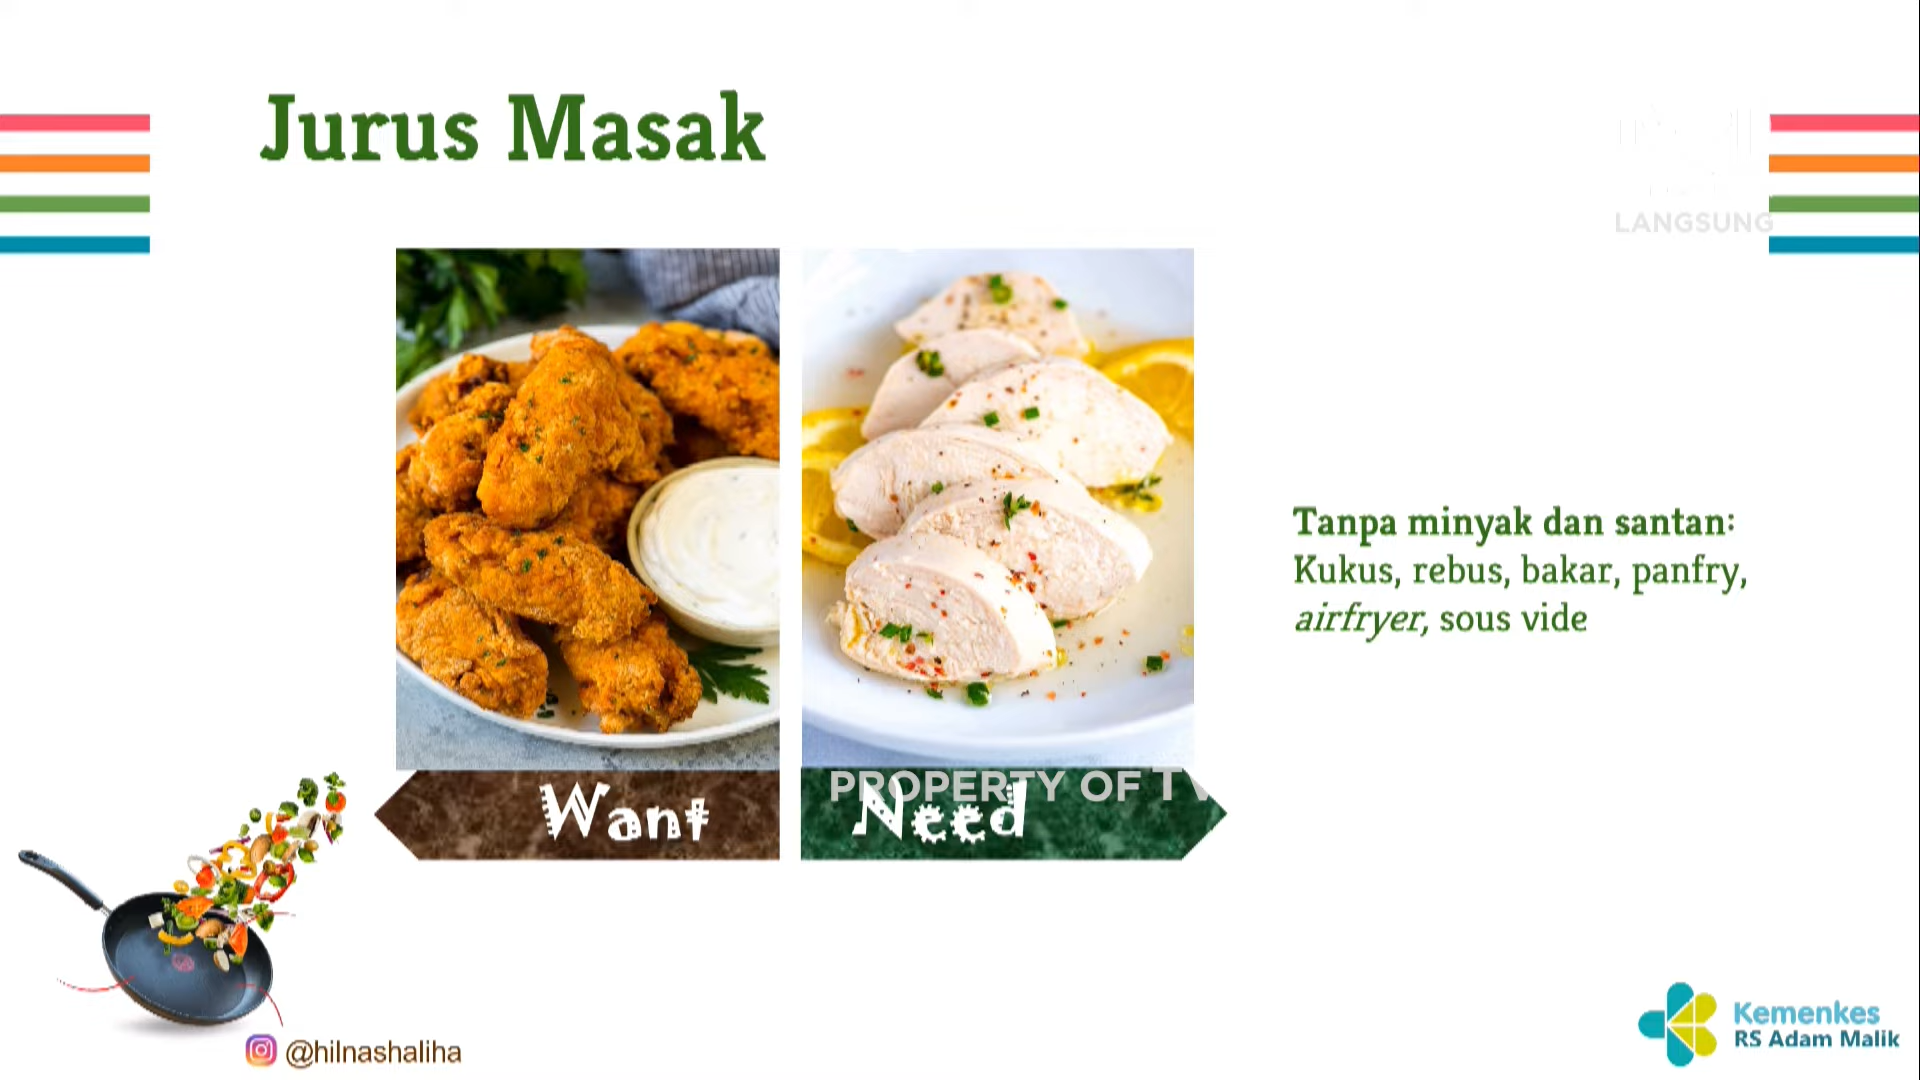 Jurus Masak
LANGSUNG
Tanpa minyak dan santan:
Kukus, rebus, bakar, panfry,
airfryer, sous vide
PROPERTY OF TV
Want
Need
@hilnashaliha
Kemenkes
RS Adam Malik